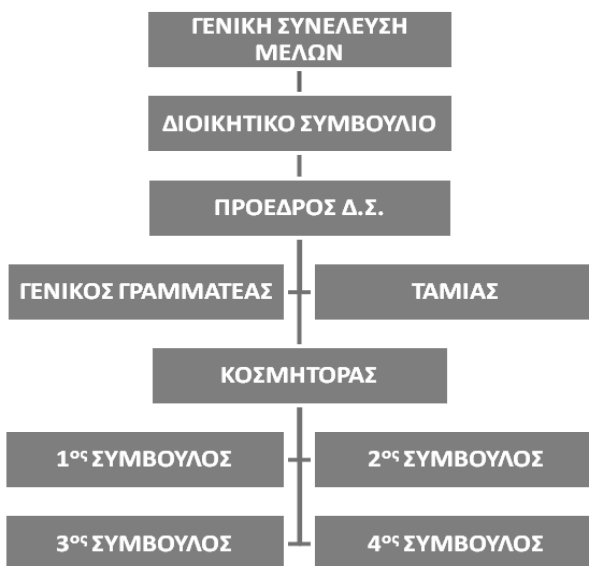 ΓΕΝΙΚΗ ΣΥΝΕΛΕΥΣΗ
ΜΕΛΩΝ
ΔΙΟΙΚΗΤΙΚΟ ΣΥΜΒΟΥΛΙΟ
ΠΡΟΕΔΡΟΣ Δ.Σ.
ΓΕΝΙΚΟΣ ΓΡΑΜΜΑΤΕΑΣ
ΤΑΜΙΑΣ
ΚΟΣΜΗΤΟΡΑΣ
1ος ΣΥΜΒΟΥΛΟΣ
2ος ΣΥΜΒΟΥΛΟΣ
3ος ΣΥΜΒΟΥΛΟΣ
4ος ΣΥΜΒΟΥΛΟΣ